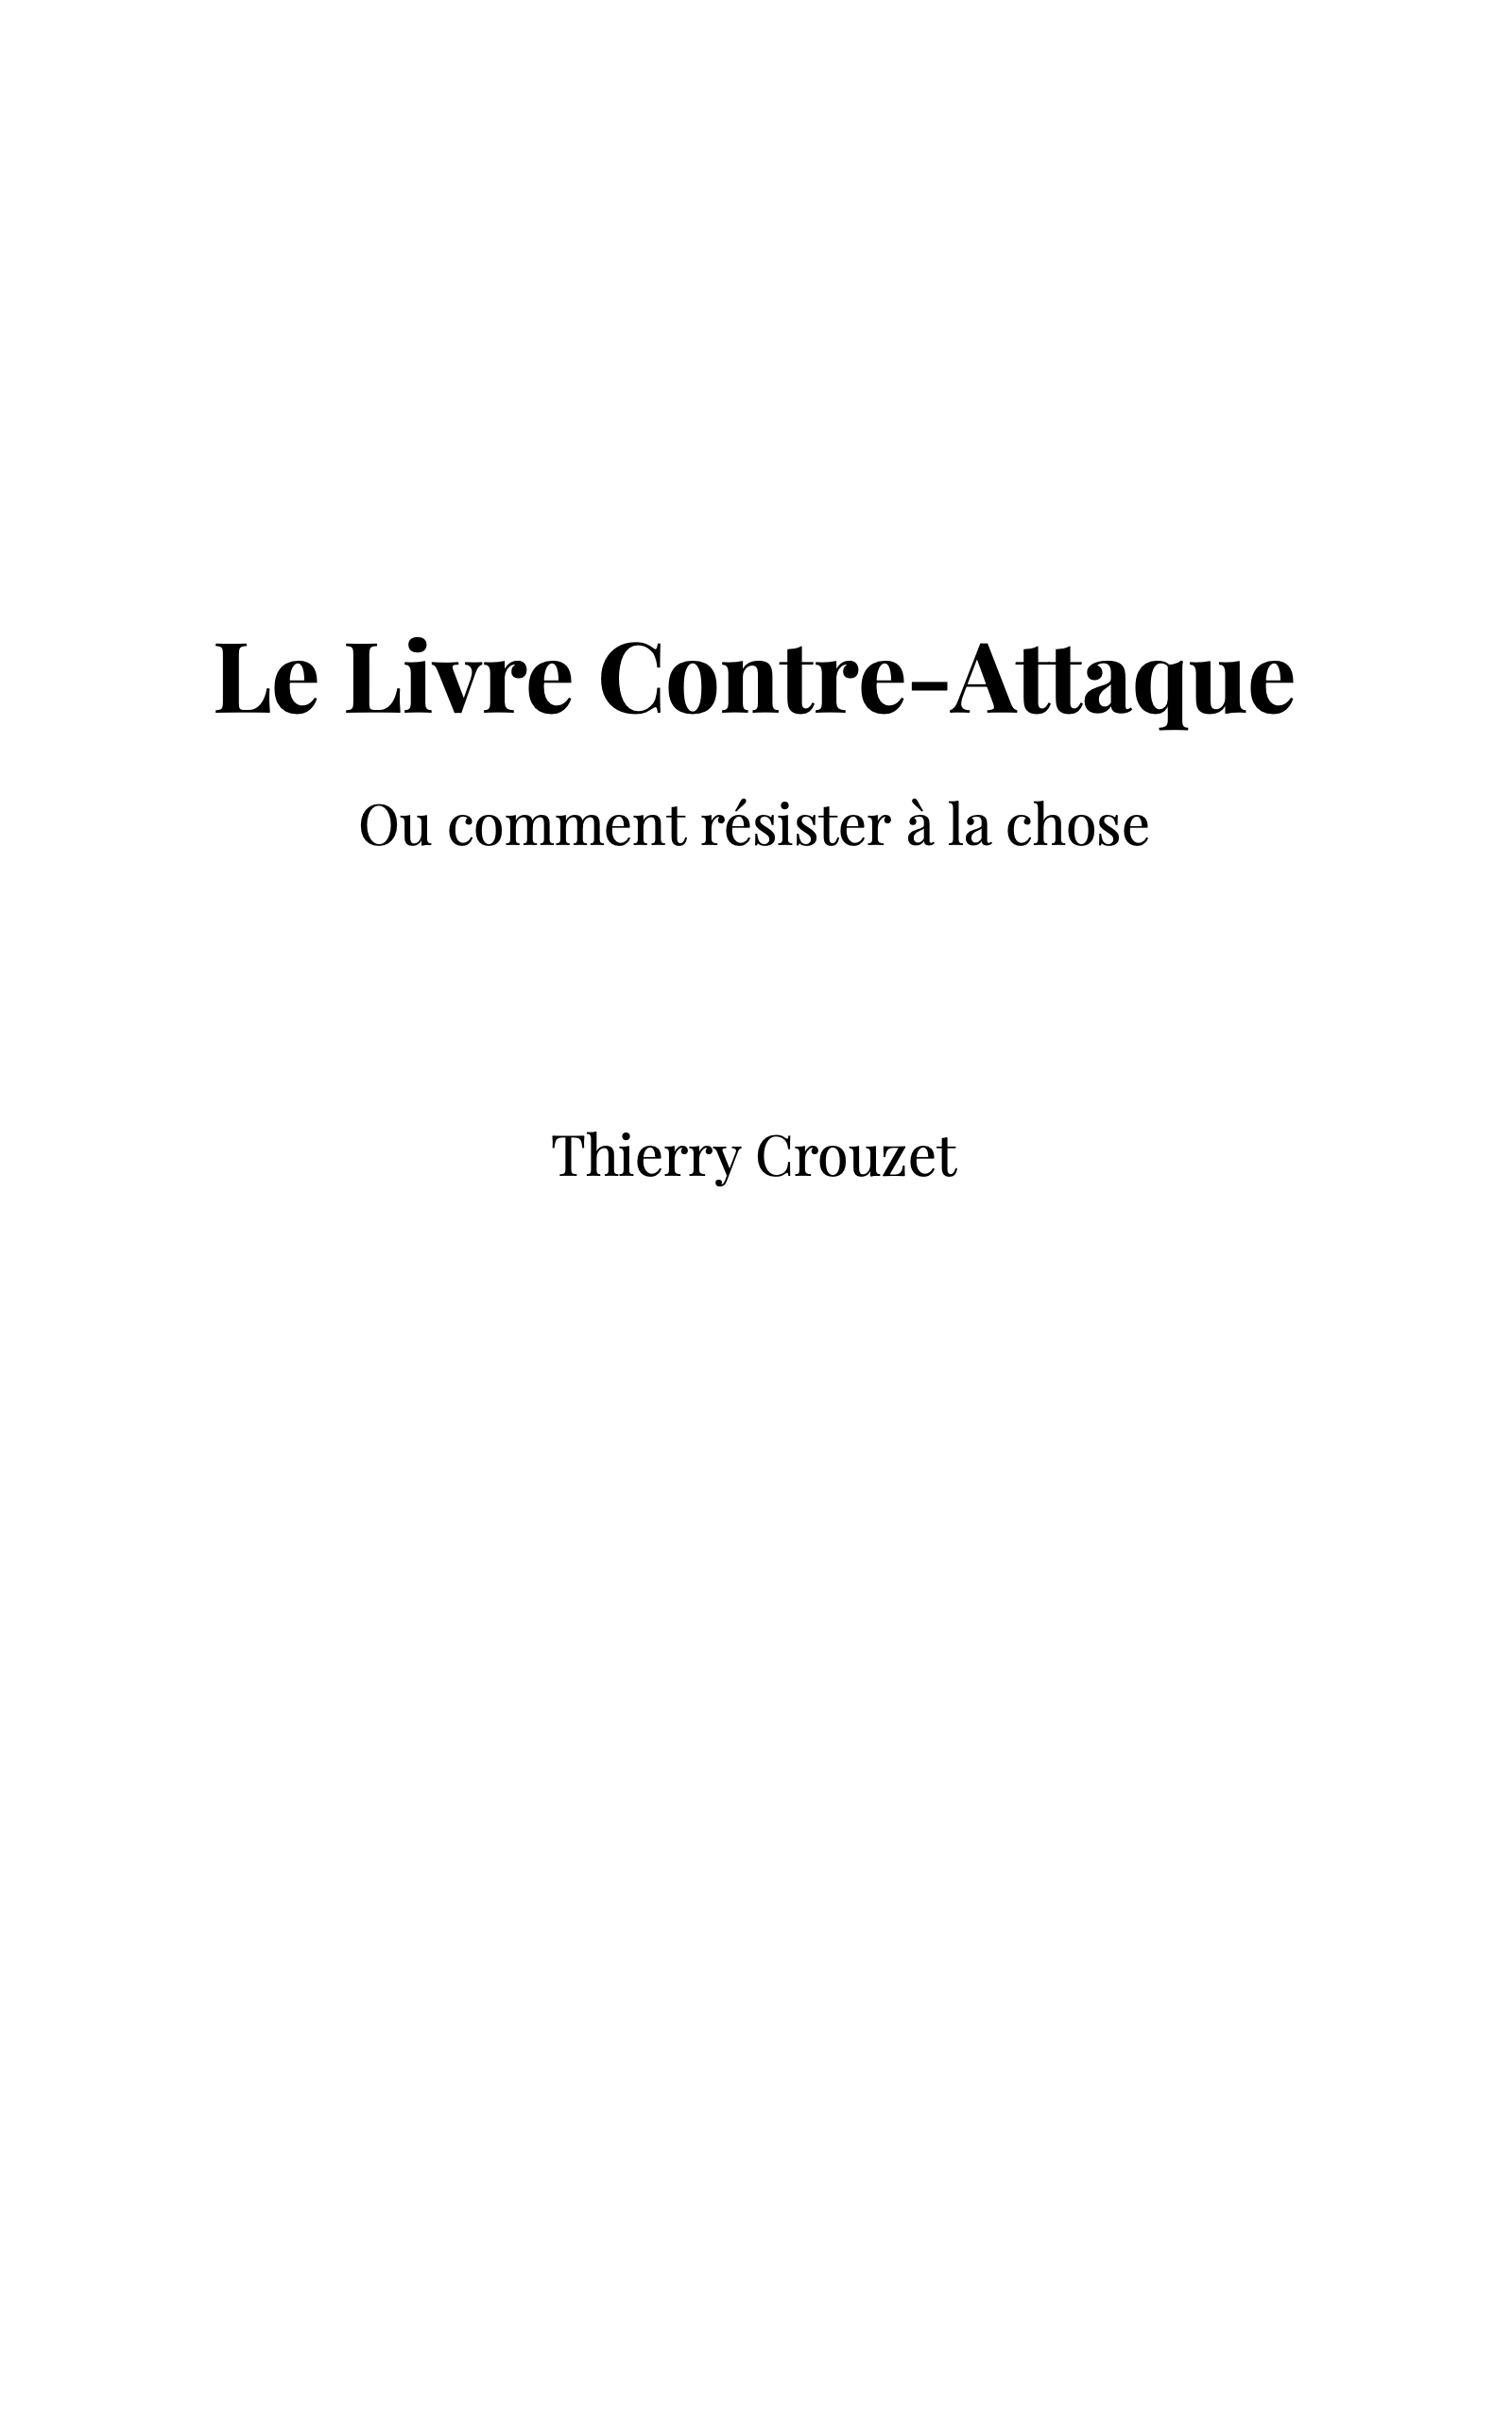 Le Livre Contre-Attaque
Ou comment résister à la chose
Thierry Crouzet